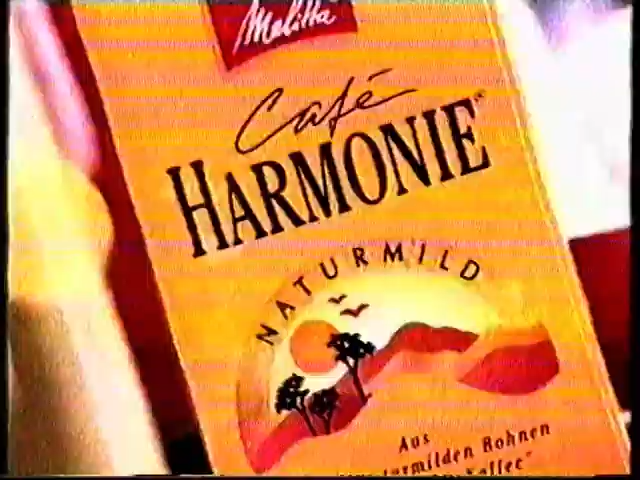 Melitta
Café
HARMONIE®
NATURMILD
Aus
Bohnen